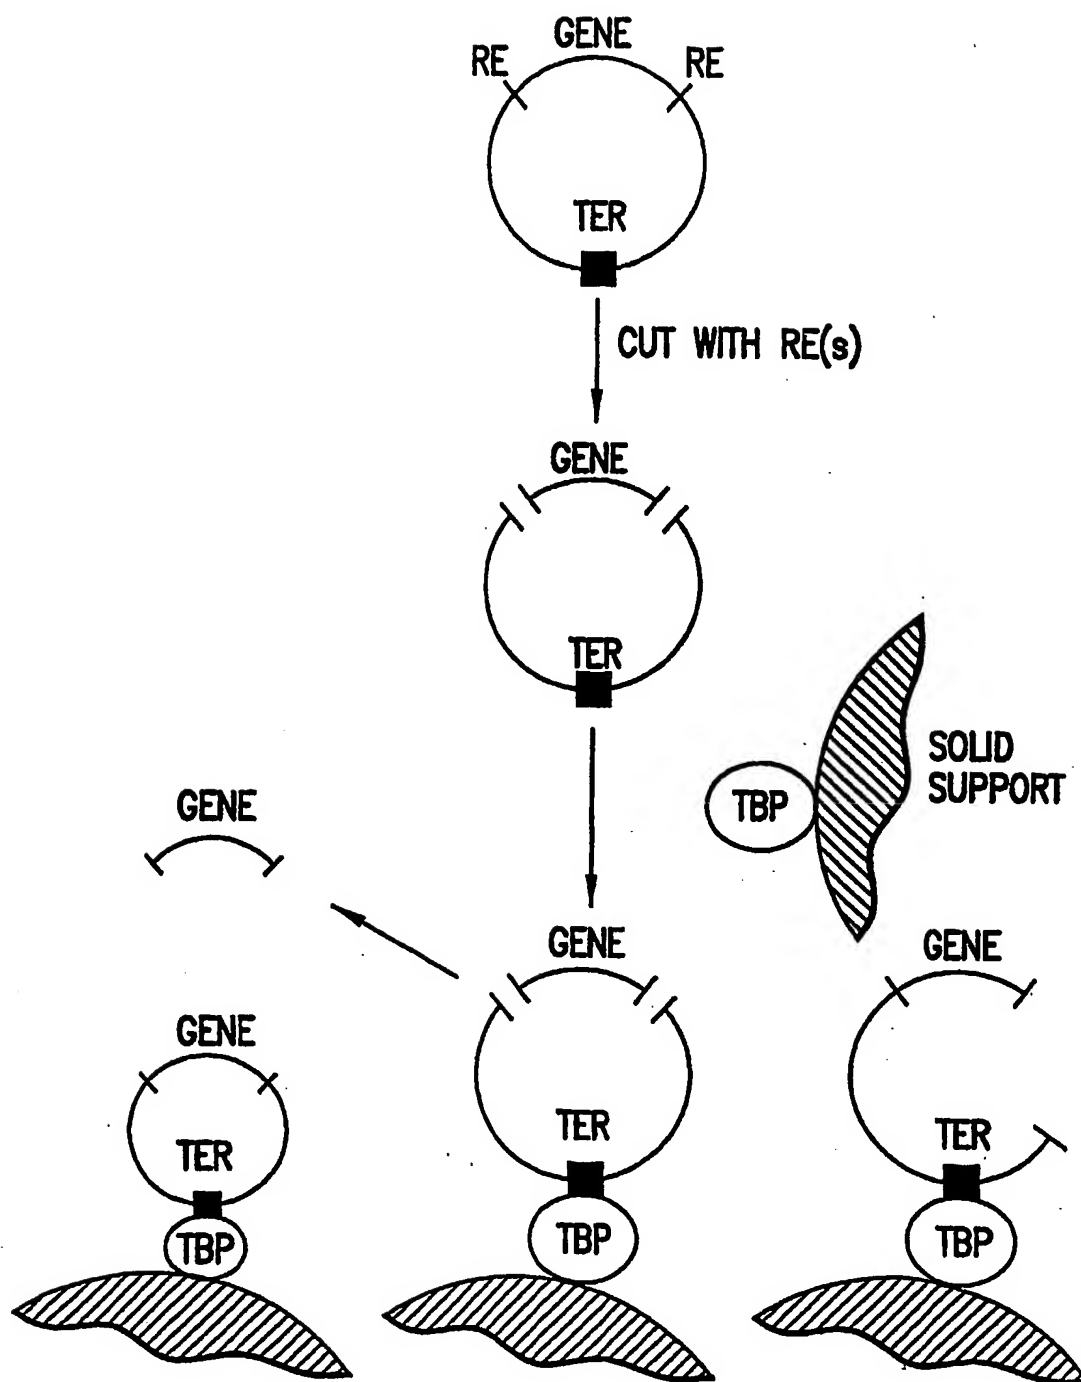 GENE
RE
RE
TER
CUT WITH RE(s)
GENE
TER
TBP
SOLID
SUPPORT
GENE
GENE
TER
TBP
GENE
TER
TBP
GENE
TER
TBP